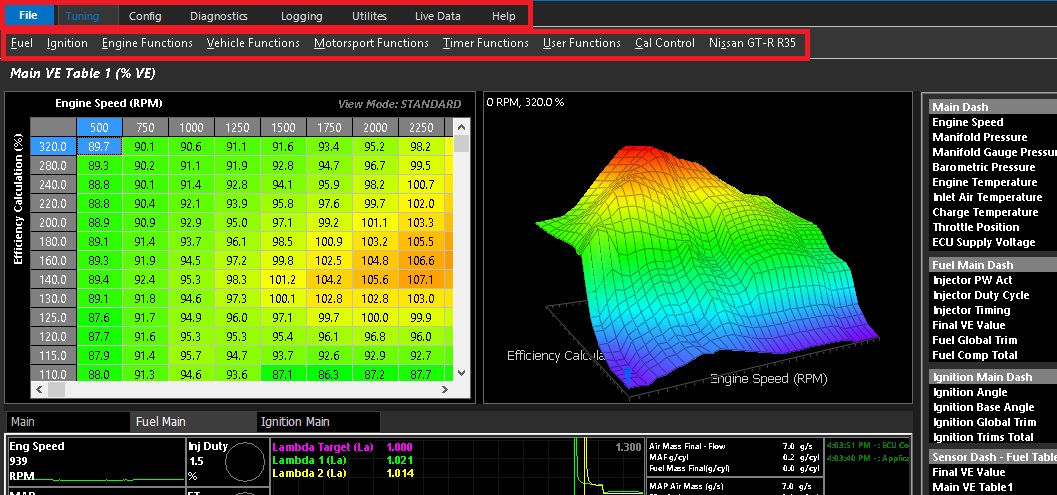 File Tuning Config Diagnostics Logging Utilites Live Data Help
Fuel Ignition Engine Functions Vehicle Functions Motorsport Functions Timer Functions User Functions Cal Control Nissan GT-R R35
Main VE Table 1 (% VE)
Engine Speed (RPM) View Mode: STANDARD
Efficiency Calculation (%)
500 750 1000 1250 1500 1750 2000 2250
320.0 89.7 90.1 90.6 91.1 91.6 93.4 95.2 98.2
280.0 89.3 90.2 91.1 91.9 92.8 94.7 96.7 99.5
240.0 88.8 90.1 91.4 92.8 94.1 95.9 98.2 100.7
220.0 88.8 90.4 92.1 93.9 95.8 97.6 99.7 102.0
200.0 88.9 90.9 92.9 95.0 97.1 99.2 101.1 103.3
180.0 89.1 91.4 93.7 96.1 98.5 100.9 103.2 105.5
160.0 89.3 91.9 94.5 97.2 99.8 102.5 104.8 106.6
140.0 89.4 92.4 95.3 98.3 101.2 104.2 105.6 107.1
130.0 89.1 91.8 94.6 97.3 100.1 102.8 102.8 103.0
125.0 87.6 91.7 94.9 96.0 97.1 99.7 100.0 99.9
120.0 87.7 91.6 95.3 95.3 95.4 96.1 96.8 96.0
115.0 87.9 91.4 95.7 94.7 93.7 92.6 92.9 92.7
110.0 88.0 91.3 94.6 93.6 87.1 86.3 87.2 87.7
0 RPM, 320.0 %
Efficiency Calcula
Engine Speed (RPM)
Main Dash
Engine Speed
Manifold Pressure
Manifold Gauge Pressur
Barometric Pressure
Engine Temperature
Inlet Air Temperature
Charge Temperature
Throttle Position
ECU Supply Voltage
Fuel Main Dash
Injector PW Act
Injector Duty Cycle
Injector Timing
Final VE Value
Fuel Global Trim
Fuel Comp Total
Ignition Main Dash
Ignition Angle
Ignition Base Angle
Ignition Global Trim
Ignition Trims Total
Sensor Dash - Fuel Table
Final VE Value
Main VE Table1
Main Fuel Main Ignition Main
Eng Speed
939
RPM
Inj Duty
1.5
%
Lambda Target (La) 1.000
Lambda 1 (La) 1.021
Lambda 2 (La) 1.014
1.300
Air Mass Final - Flow 7.0 g/s
MAF g/cyl 0.2 g/cyl
Fuel Mass Final(g/cyl) 0.0 g/cyl
MAP Air Mass (g/s) 7.0 g/s
4:03:51 PM -: ECU Co
4:03:40 PM -: Applica